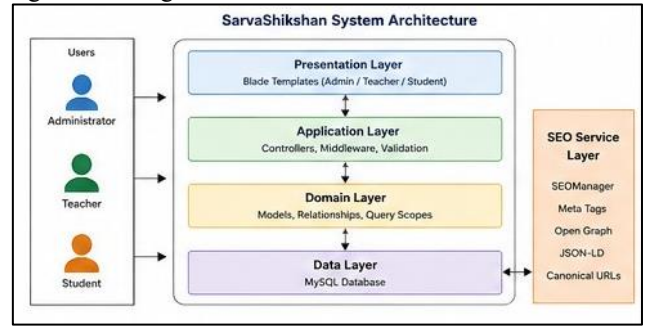 SarvaShikshan System Architecture
Users
Administrator
Teacher
Student
Presentation Layer
Blade Templates (Admin / Teacher / Student)
Application Layer
Controllers, Middleware, Validation
Domain Layer
Models, Relationships, Query Scopes
Data Layer
MySQL Database
SEO Service
Layer
SEOManager
Meta Tags
Open Graph
JSON-LD
Canonical URLs